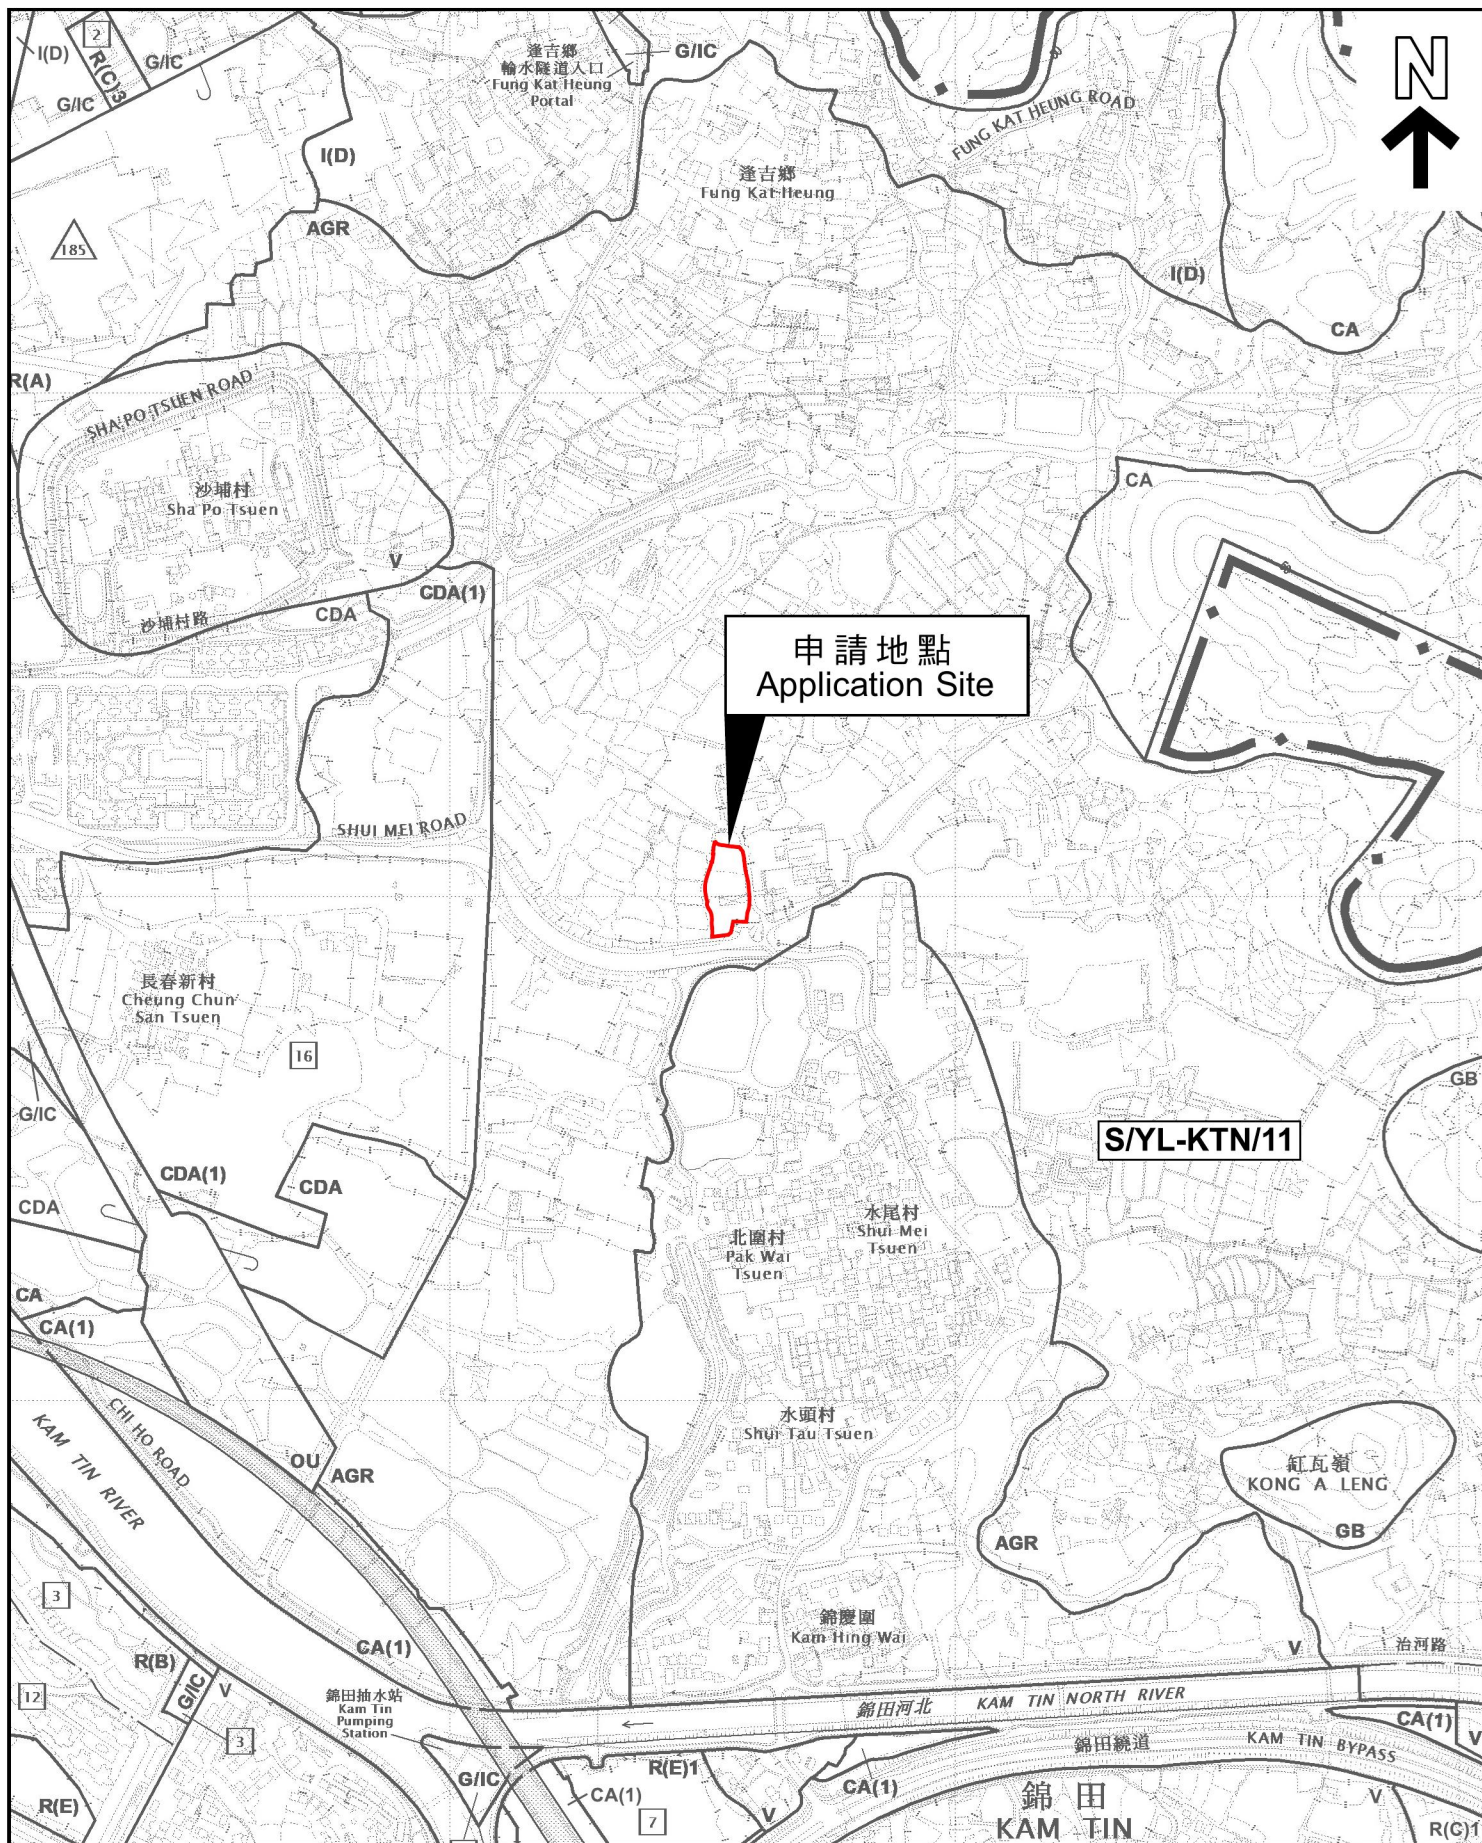 2
I(D)
R(C)3
G/IC
G/IC
逢吉鄉
輸水隧道入口
Fung Kat Heung
Portal
G/IC
N
FUNG KAT HEUNG ROAD
I(D)
逢吉鄉
Fung Kat Heung
AGR
185
I(D)
CA
R(A)
SHA PO TSUEN ROAD
沙埔村
Sha Po Tsuen
CA
V
CDA(1)
CDA
沙埔村路
申請地點
Application Site
SHUI MEI ROAD
長春新村
Cheung Chun
San Tsuen
16
G/IC
GB
S/YL-KTN/11
CDA(1)
CDA
CDA
水尾村
Shui Mei
Tsuen
北圍村
Pak Wai
Tsuen
CA
CA(1)
CHI HO ROAD
KAM TIN RIVER
水頭村
Shui Tau Tsuen
OU
AGR
缸瓦嶺
KONG A LENG
GB
AGR
3
錦慶圍
Kam Hing Wai
CA(1)
V
治河路
R(B)
G/IC
V
12
錦田抽水站
Kam Tin
Pumping
Station
3
錦田河北
KAM TIN NORTH RIVER
CA(1)
V
錦田繞道
KAM TIN BYPASS
G/IC
R(E)1
CA(1)
CA(1)
R(E)
7
V
錦田
KAM TIN
V
R(C)1